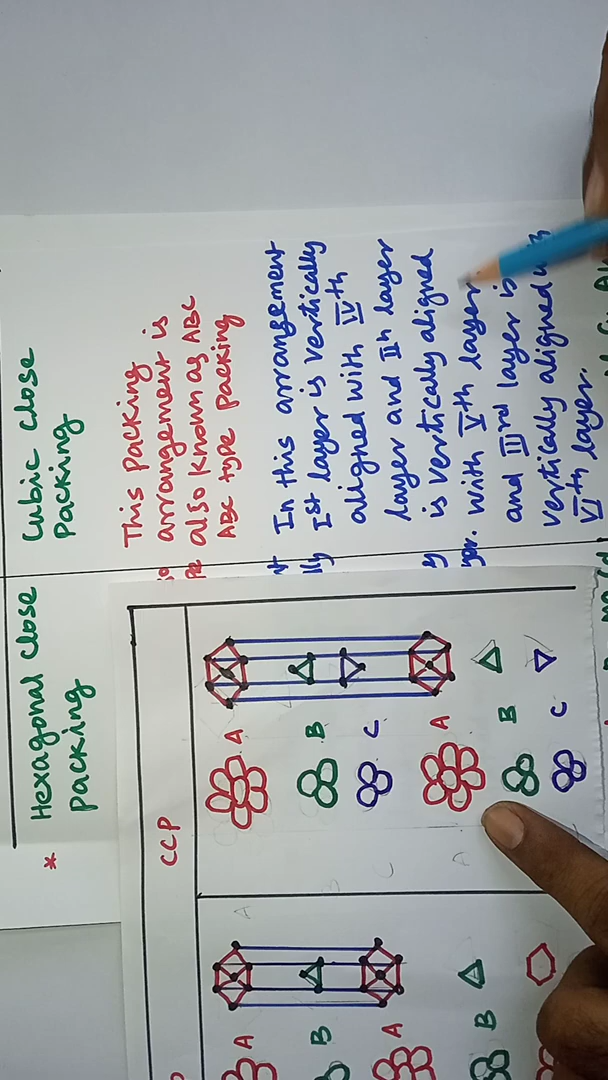 * Hexagonal close
packing
Cubic close
packing
This packing
arrangement is
also known as ABC
ABC type packing
In this arrangement
Ist layer is vertically
aligned with IVth
layer and IInd layer
is vertically aligned
with Vth layer
and IIIrd layer is
vertically aligned
VIth layer.
CCP
A
B
C
A
B
C
A
B
A
B